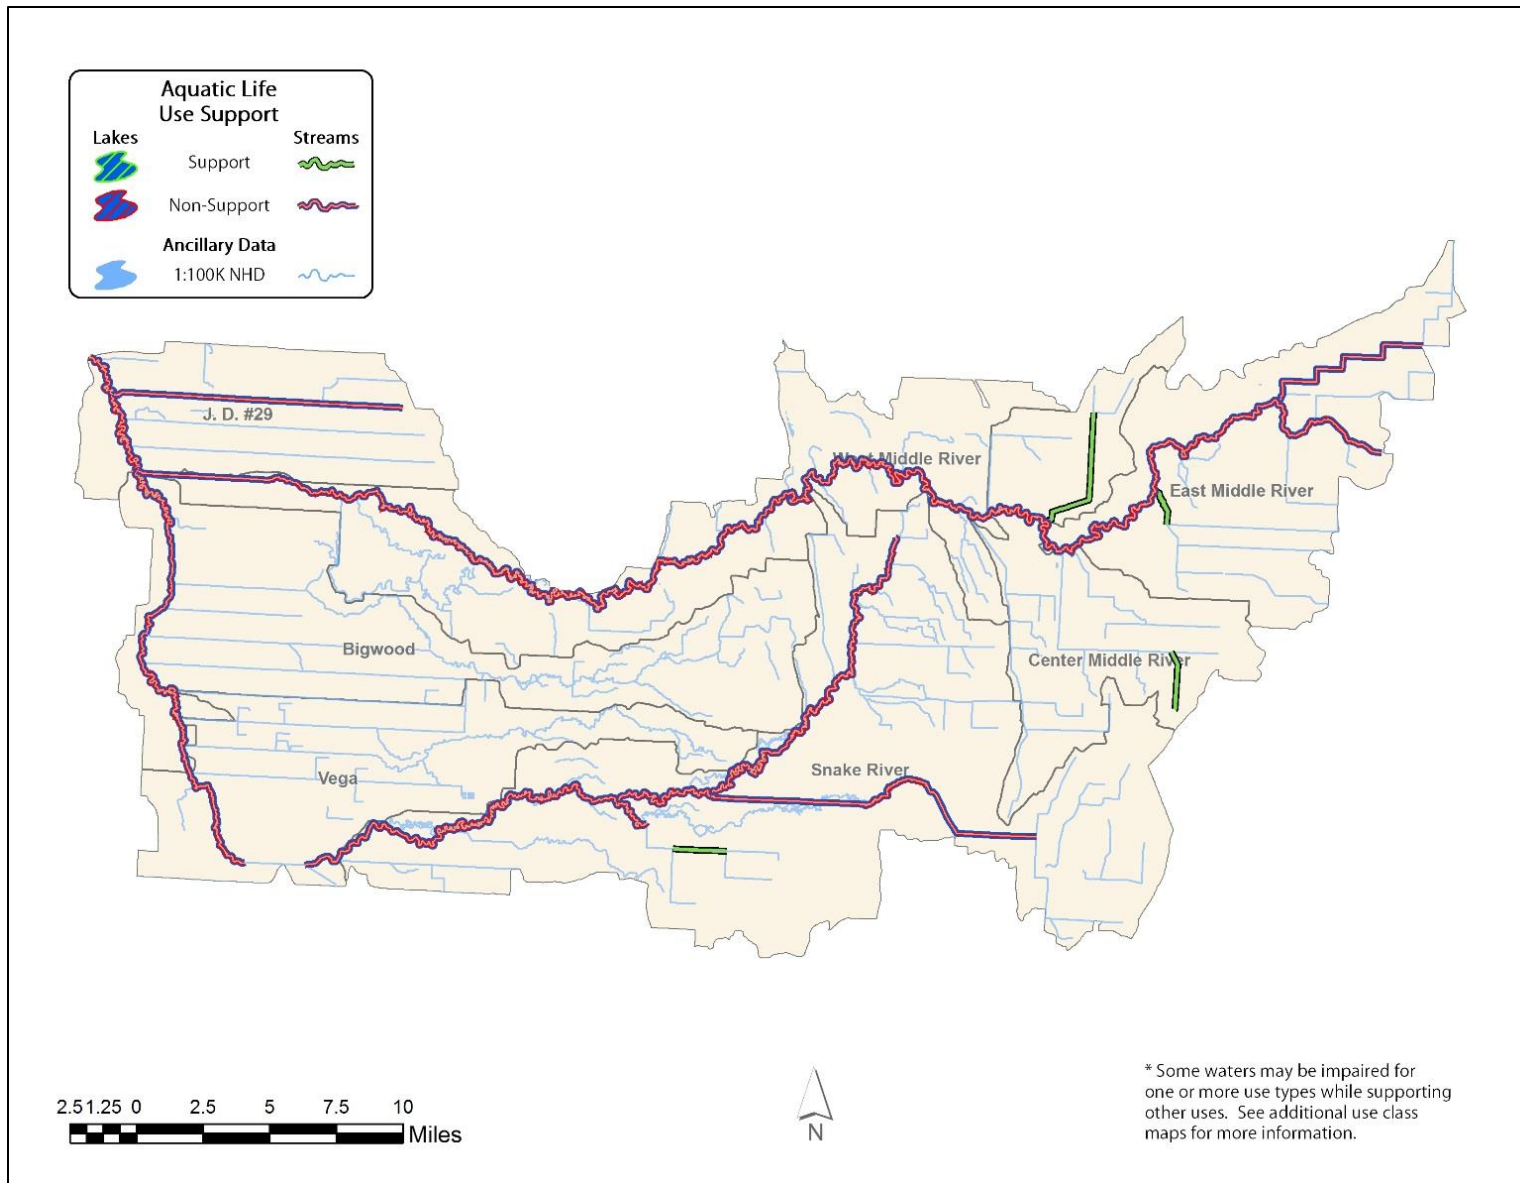 Aquatic Life
Use Support
Lakes Streams
Support
Non-Support
Ancillary Data
1:100K NHD
J. D. #29
West Middle River
East Middle River
Bigwood
Center Middle River
Snake River
Vega
2.5 1.25 0 2.5 5 7.5 10
Miles
N
* Some waters may be impaired for
one or more use types while supporting
other uses. See additional use class
maps for more information.